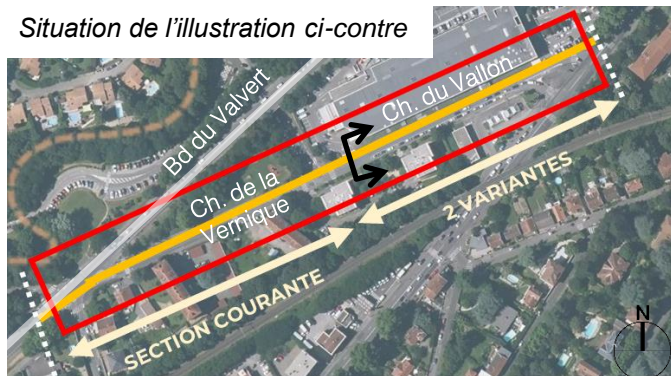 Situation de l'illustration ci-contre
Bd du Valvert
Ch. du Vallon
Ch. de la
Vernique
2 VARIANTES
SECTION COURANTE
N